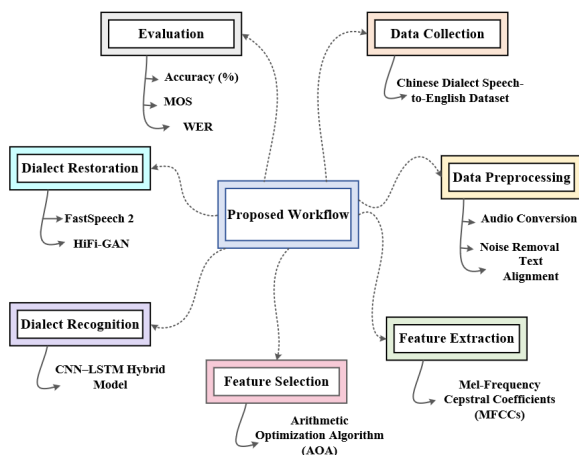 Evaluation
Accuracy (%)
MOS
WER
Data Collection
Chinese Dialect Speech-
to-English Dataset
Dialect Restoration
FastSpeech 2
HiFi-GAN
Proposed Workflow
Data Preprocessing
Audio Conversion
Noise Removal
Text
Alignment
Dialect Recognition
CNN–LSTM Hybrid
Model
Feature Selection
Arithmetic
Optimization Algorithm
(AOA)
Feature Extraction
Mel-Frequency
Cepstral Coefficients
(MFCCs)